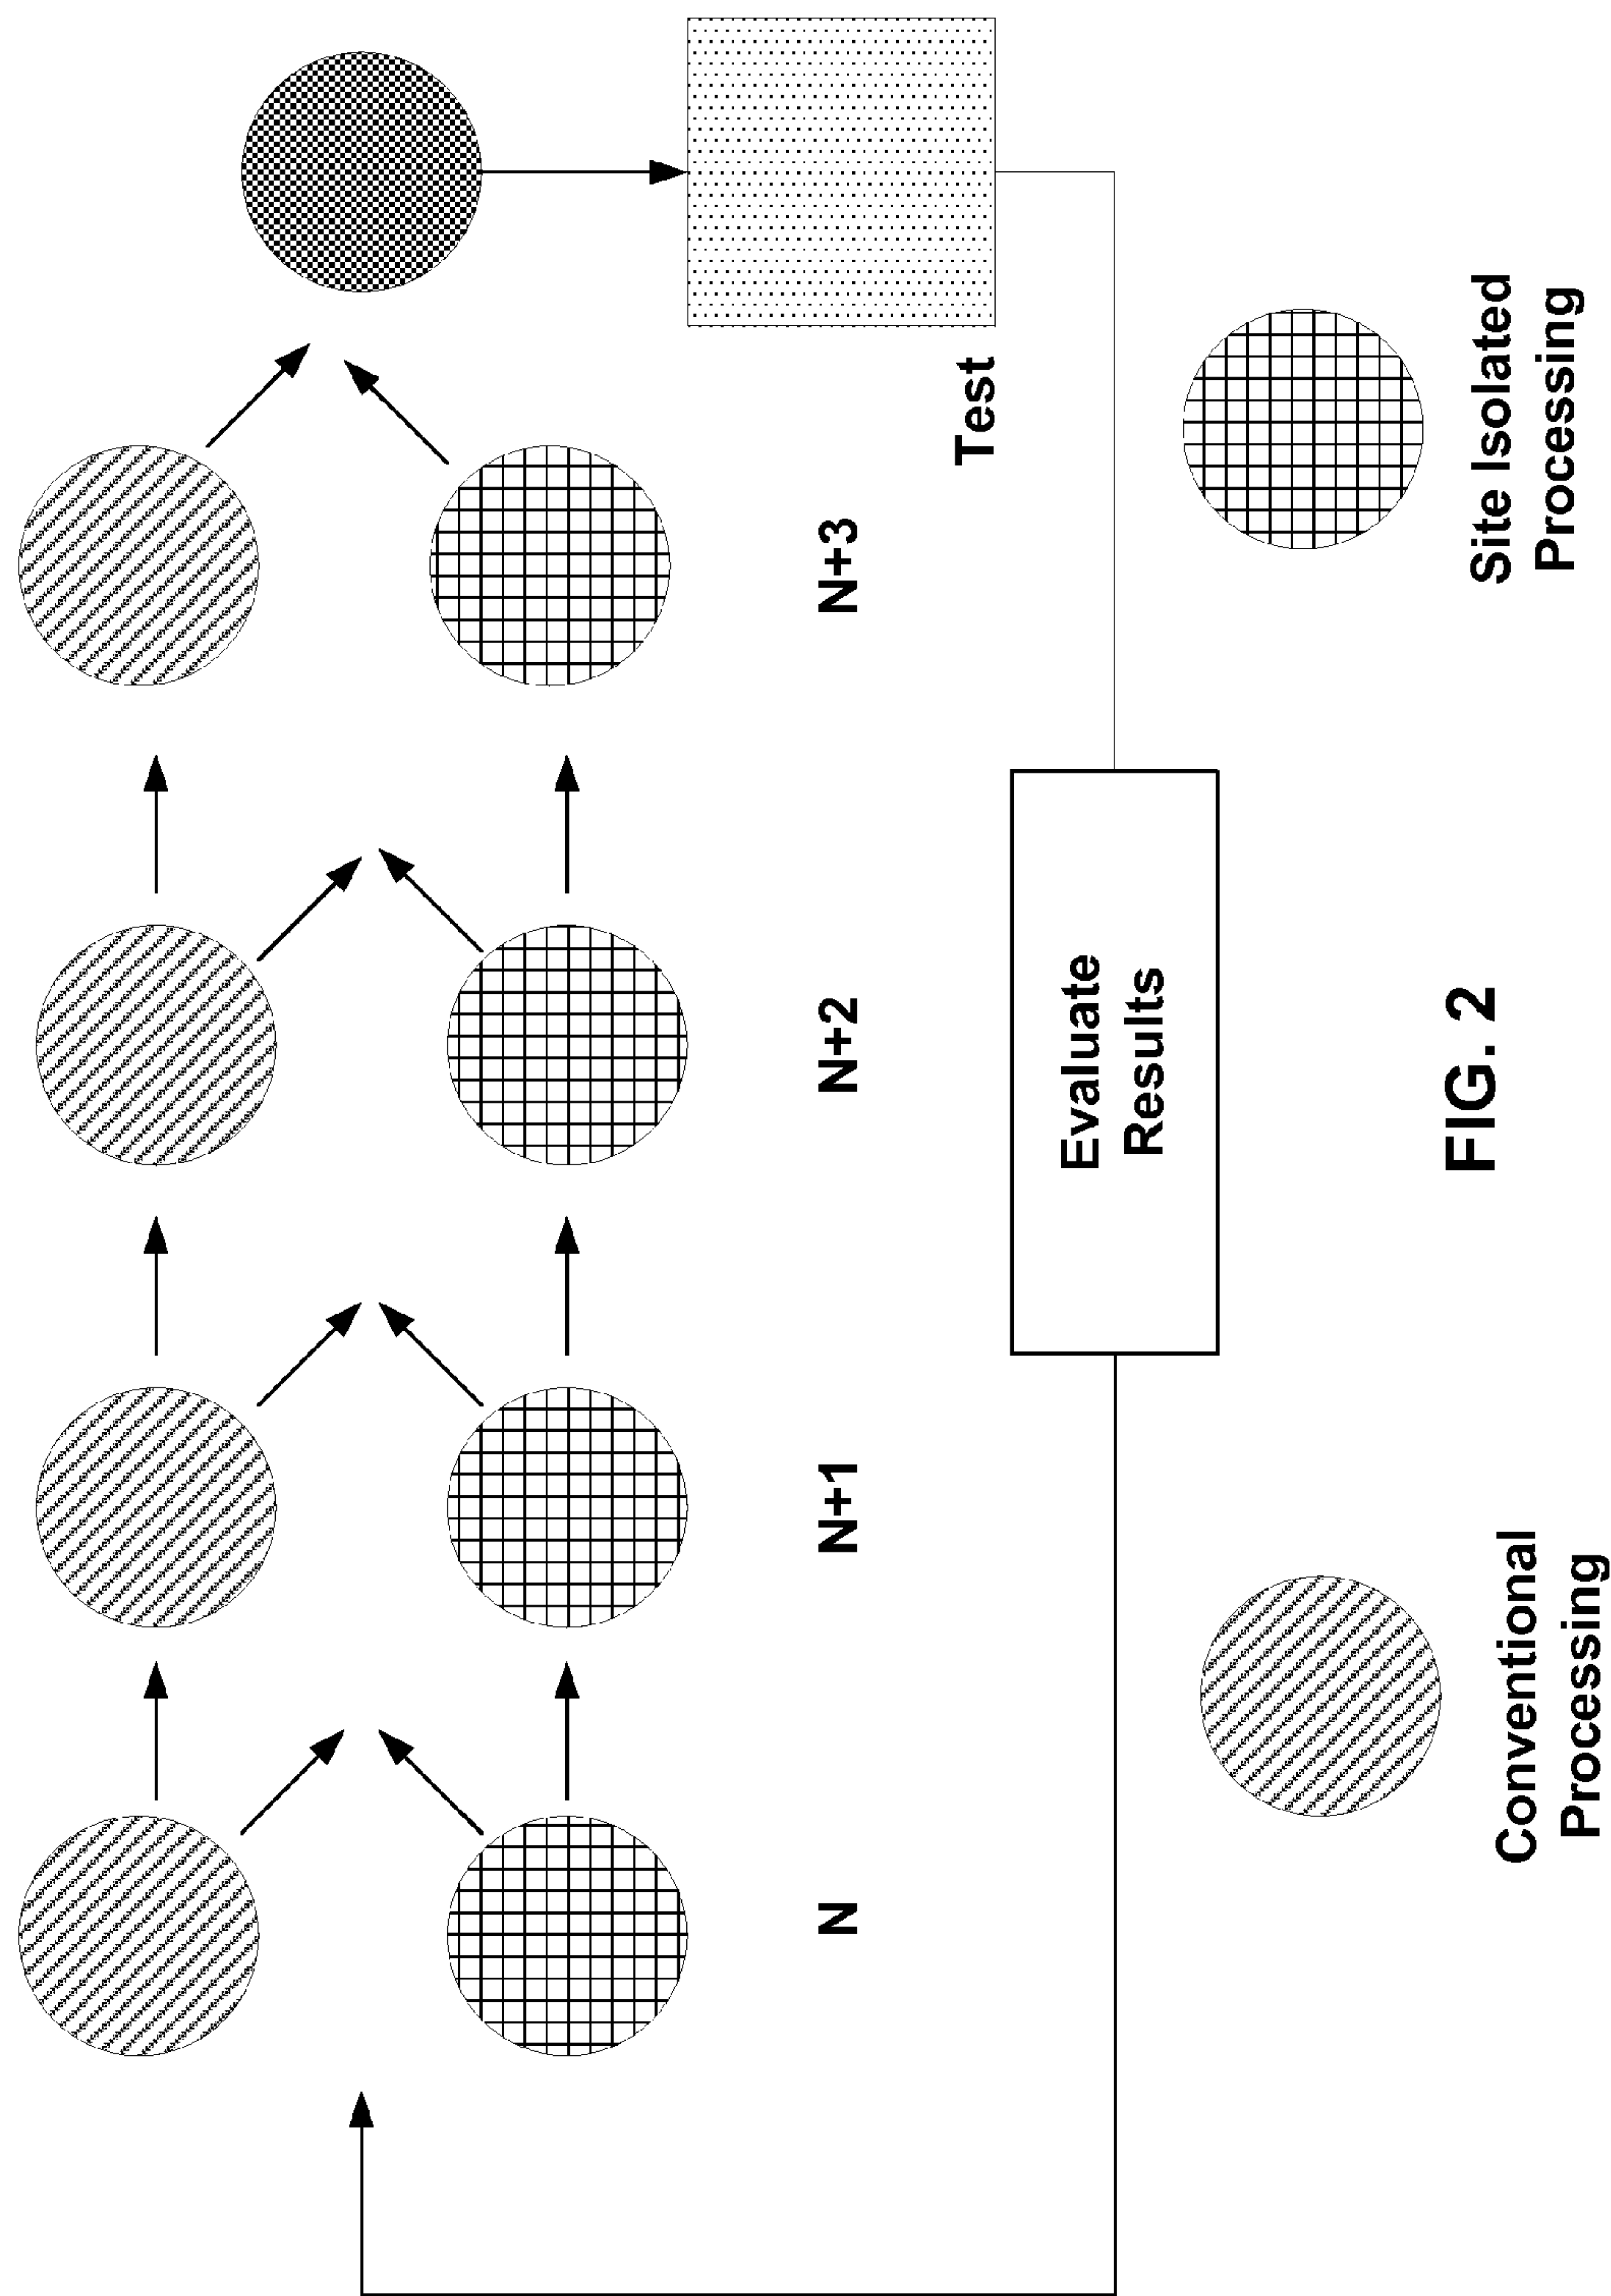 N
N+1
N+2
N+3
Test
Evaluate
Results
Conventional
Processing
Site Isolated
Processing
FIG. 2